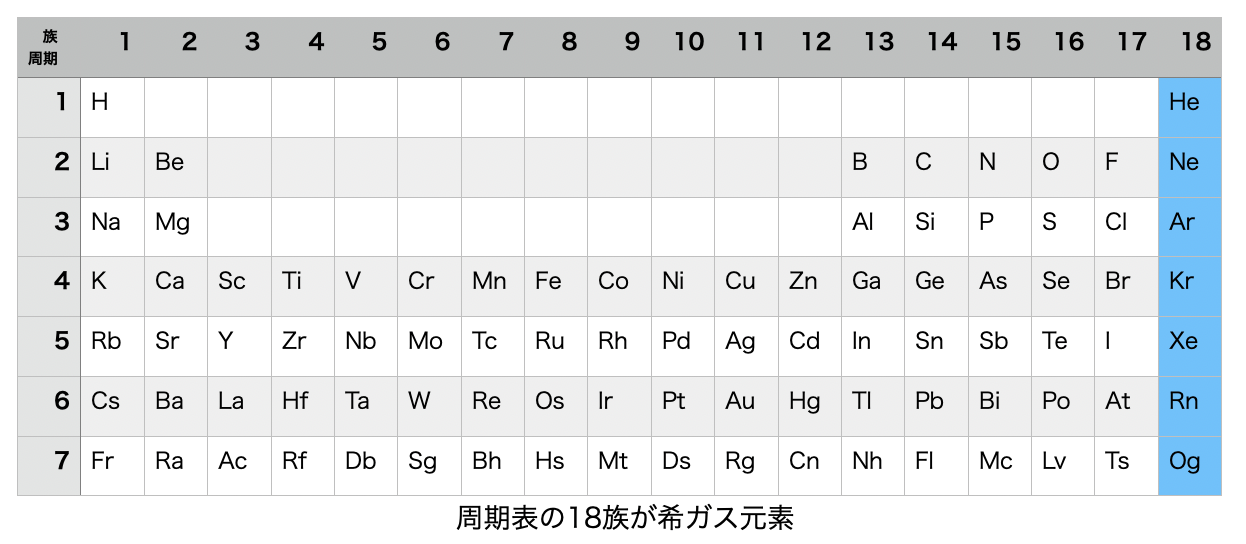 族 1 2 3 4 5 6 7 8 9 10 11 12 13 14 15 16 17 18
周期
1 H He
2 Li Be B C N O F Ne
3 Na Mg Al Si P S Cl Ar
4 K Ca Sc Ti V Cr Mn Fe Co Ni Cu Zn Ga Ge As Se Br Kr
5 Rb Sr Y Zr Nb Mo Tc Ru Rh Pd Ag Cd In Sn Sb Te I Xe
6 Cs Ba La Hf Ta W Re Os Ir Pt Au Hg Tl Pb Bi Po At Rn
7 Fr Ra Ac Rf Db Sg Bh Hs Mt Ds Rg Cn Nh Fl Mc Lv Ts Og
周期表の18族が希ガス元素